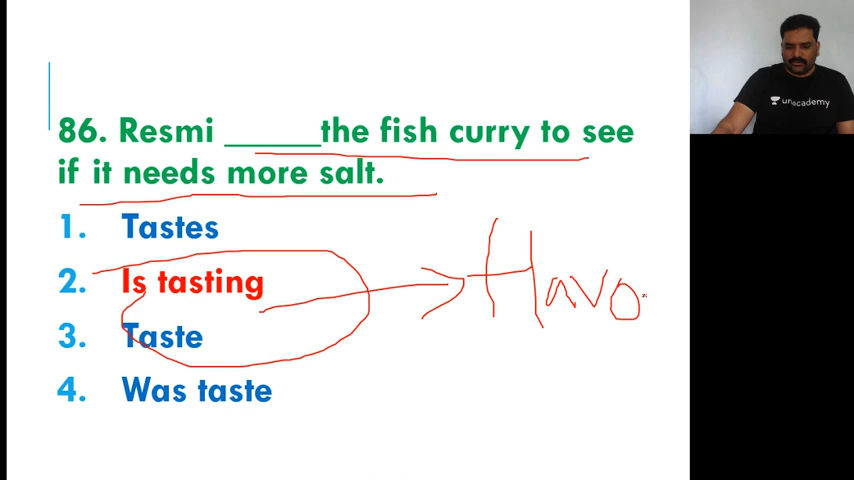 86. Resmi ______the fish curry to see
if it needs more salt.
1. Tastes
2. Is tasting
3. Taste
4. Was taste
Havo
unacademy